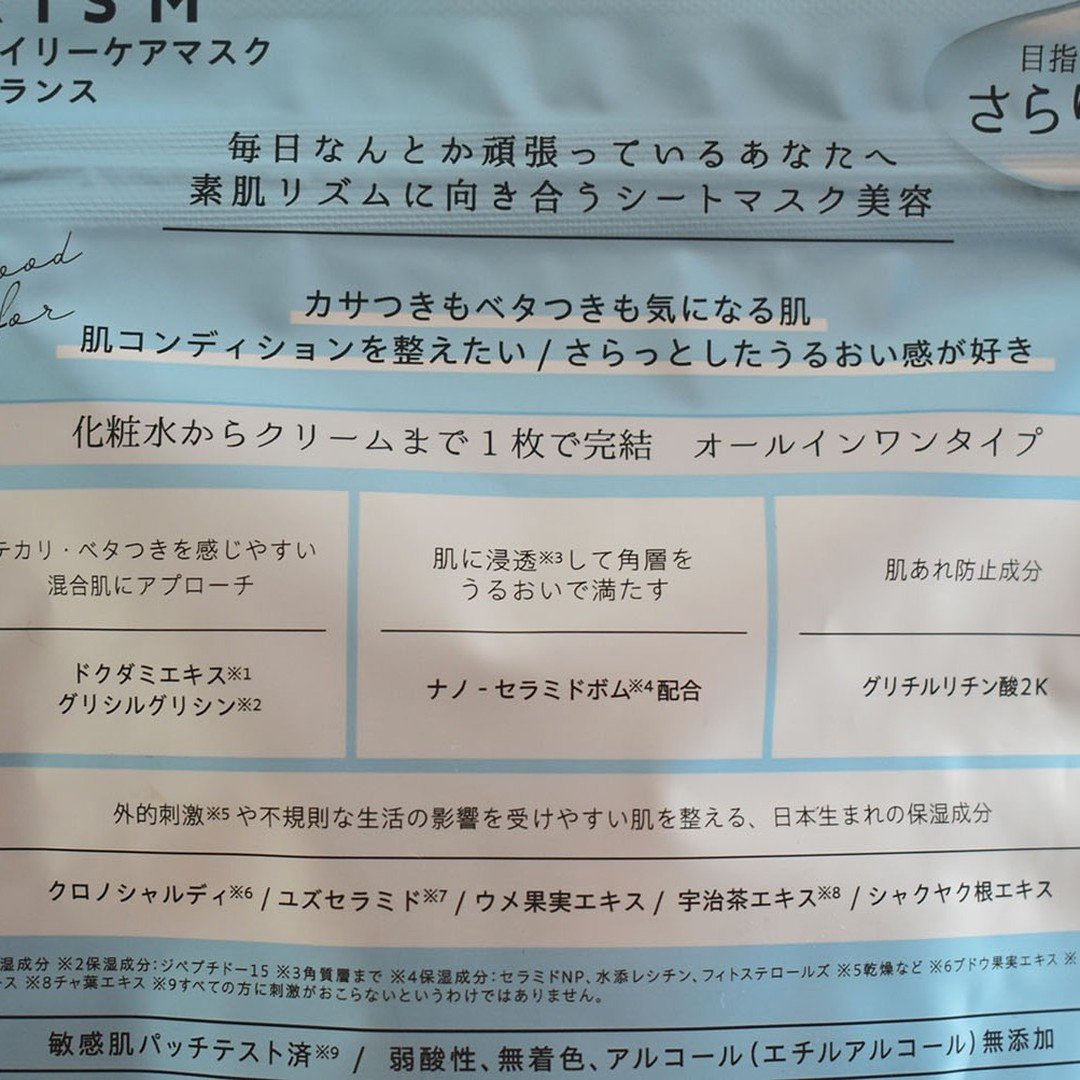 ISM
イリーケアマスク
ランス
目指
さら
毎日なんとか頑張っているあなたへ
素肌リズムに向き合うシートマスク美容
ood
lor
カサつきもベタつきも気になる肌
肌コンディションを整えたい / さらっとしたうるおい感が好き
化粧水からクリームまで1枚で完結 オールインワンタイプ
テカリ・ベタつきを感じやすい
混合肌にアプローチ
ドクダミエキス※1
グリシルグリシン※2
肌に浸透※3して角層を
うるおいで満たす
ナノ - セラミドボム※4配合
肌あれ防止成分
グリチルリチン酸2K
外的刺激※5や不規則な生活の影響を受けやすい肌を整える、日本生まれの保湿成分
クロノシャルディ※6 / ユズセラミド※7 / ウメ果実エキス / 宇治茶エキス※8 / シャクヤク根エキス
湿成分 ※2保湿成分:ジペプチドー15 ※3角質層まで ※4保湿成分:セラミドNP、水添レシチン、フィトステロールズ ※5乾燥など ※6ブドウ果実エキス ※
ース ※8チャ葉エキス ※9すべての方に刺激がおこらないというわけではありません。
敏感肌パッチテスト済※9 / 弱酸性、無着色、アルコール(エチルアルコール)無添加